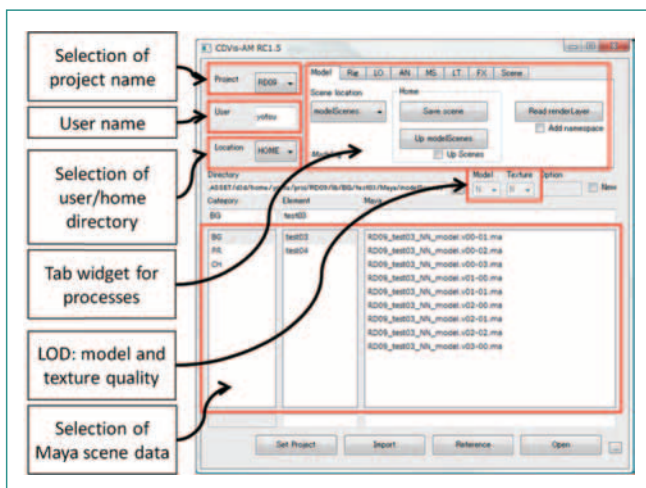 Selection of
project name
User name
Selection of
user/home
directory
Tab widget for
processes
LOD: model and
texture quality
Selection of
Maya scene data
CDVis-AM RC1.5
Project RD09
Model Rig LO AN MS LT FX Scene
Scene location
Home
modelScenes
Save scene
Read renderLayer
User
Up modelScenes
Add namespace
Location HOME
Up Scenes
Directory
Model Texture Option
N N New
Category Element Maya
BG test03
BG test03 RD09_test03_NN_model.v00-01.ma
PR test04 RD09_test03_NN_model.v00-02.ma
CH RD09_test03_NN_model.v00-03.ma
RD09_test03_NN_model.v01-00.ma
RD09_test03_NN_model.v01-01.ma
RD09_test03_NN_model.v02-00.ma
RD09_test03_NN_model.v02-01.ma
RD09_test03_NN_model.v02-02.ma
RD09_test03_NN_model.v03-00.ma
Set Project Import Reference Open ...